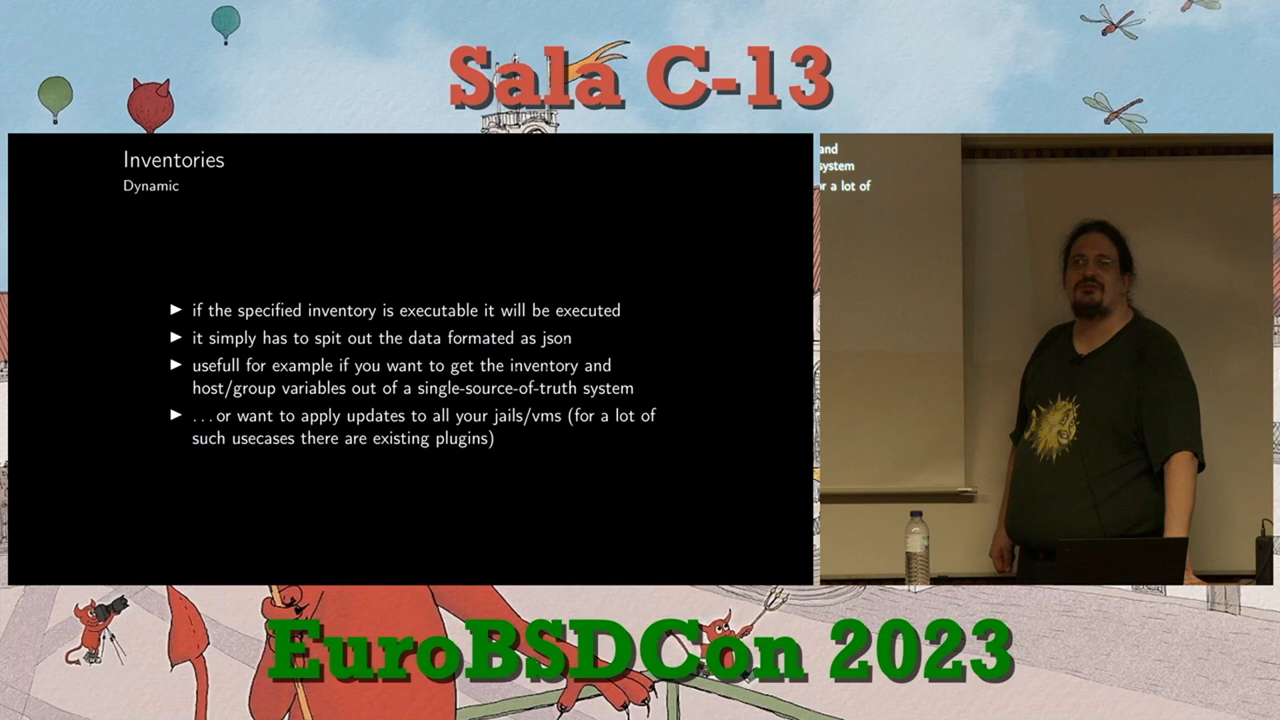 Sala C-13
Inventories
Dynamic
► if the specified inventory is executable it will be executed
► it simply has to spit out the data formated as json
► usefull for example if you want to get the inventory and
host/group variables out of a single-source-of-truth system
► ...or want to apply updates to all your jails/vms (for a lot of
such usecases there are existing plugins)
and
system
r a lot of
EuroBSDCon 2023